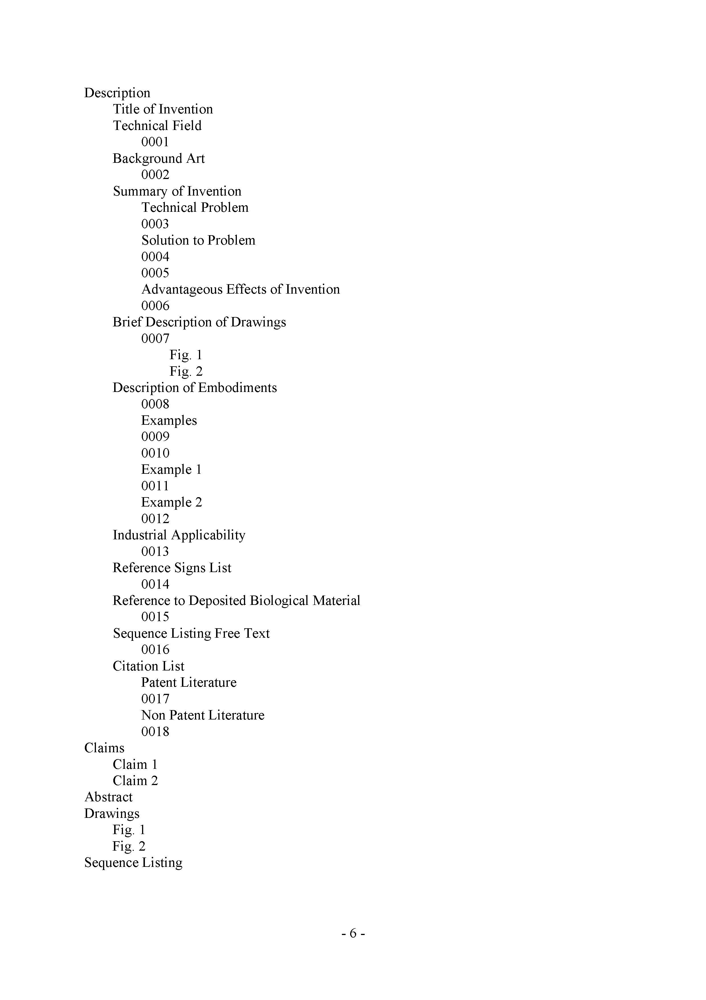 Description
Title of Invention
Technical Field
0001
Background Art
0002
Summary of Invention
Technical Problem
0003
Solution to Problem
0004
0005
Advantageous Effects of Invention
0006
Brief Description of Drawings
0007
Fig. 1
Fig. 2
Description of Embodiments
0008
Examples
0009
0010
Example 1
0011
Example 2
0012
Industrial Applicability
0013
Reference Signs List
0014
Reference to Deposited Biological Material
0015
Sequence Listing Free Text
0016
Citation List
Patent Literature
0017
Non Patent Literature
0018
Claims
Claim 1
Claim 2
Abstract
Drawings
Fig. 1
Fig. 2
Sequence Listing
- 6 -